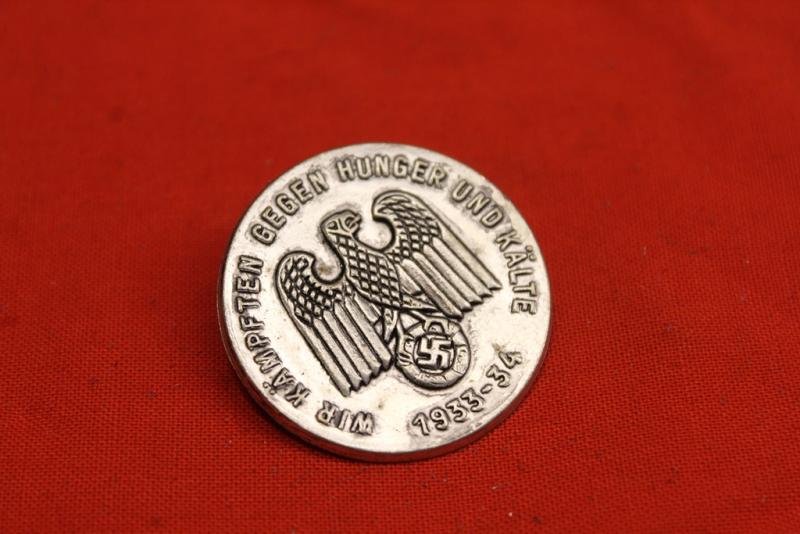 WIR KÄMPFTEN GEGEN HUNGER UND KÄLTE
1933-34